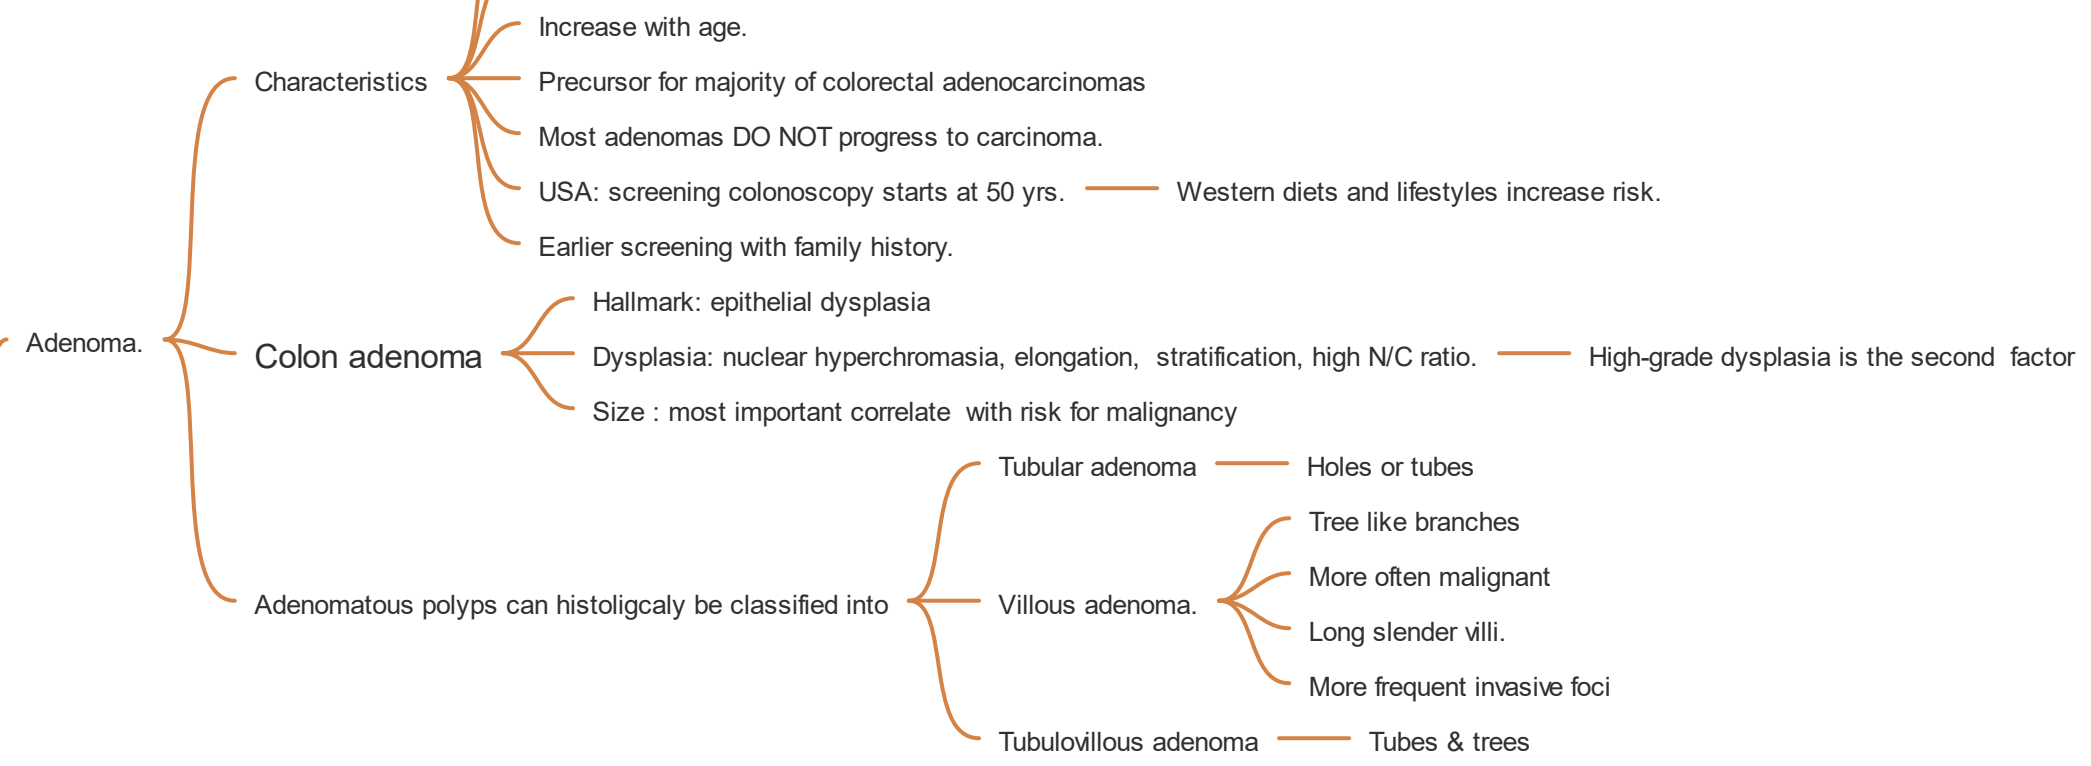 Increase with age.
Characteristics
Precursor for majority of colorectal adenocarcinomas
Most adenomas DO NOT progress to carcinoma.
USA: screening colonoscopy starts at 50 yrs.
Western diets and lifestyles increase risk.
Earlier screening with family history.
Adenoma.
Colon adenoma
Hallmark: epithelial dysplasia
Dysplasia: nuclear hyperchromasia, elongation,  stratification, high N/C ratio.
High-grade dysplasia is the second  factor
Size : most important correlate  with risk for malignancy
Adenomatous polyps can histoligcaly be classified into
Tubular adenoma
Holes or tubes
Villous adenoma.
Tree like branches
More often malignant
Long slender villi.
More frequent invasive foci
Tubulovillous adenoma
Tubes & trees